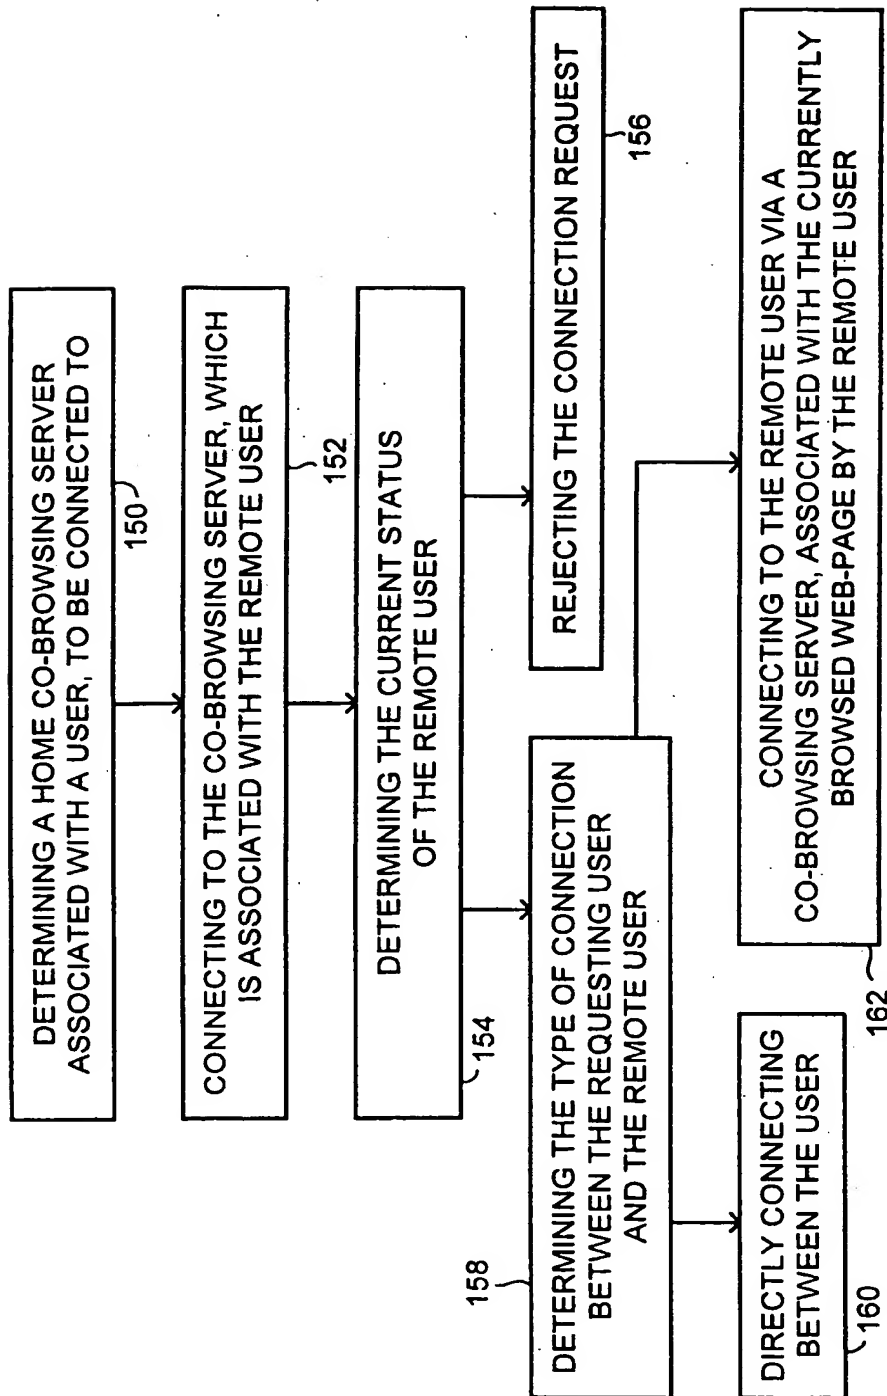 DETERMINING A HOME CO-BROWSING SERVER
ASSOCIATED WITH A USER, TO BE CONNECTED TO
150
CONNECTING TO THE CO-BROWSING SERVER, WHICH
IS ASSOCIATED WITH THE REMOTE USER
152
DETERMINING THE CURRENT STATUS
OF THE REMOTE USER
154
REJECTING THE CONNECTION REQUEST
156
158
DETERMINING THE TYPE OF CONNECTION
BETWEEN THE REQUESTING USER
AND THE REMOTE USER
DIRECTLY CONNECTING
BETWEEN THE USER
160
CONNECTING TO THE REMOTE USER VIA A
CO-BROWSING SERVER, ASSOCIATED WITH THE CURRENTLY
BROWSED WEB-PAGE BY THE REMOTE USER
162